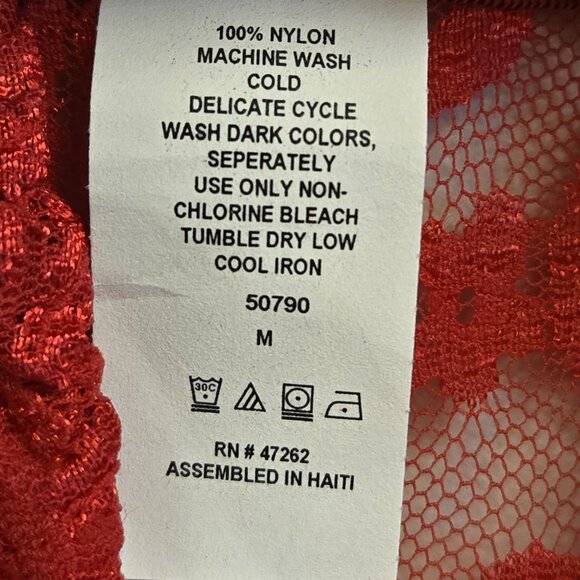 100% NYLON
MACHINE WASH
COLD
DELICATE CYCLE
WASH DARK COLORS,
SEPERATELY
USE ONLY NON-
CHLORINE BLEACH
TUMBLE DRY LOW
COOL IRON
50790
M
30C
RN # 47262
ASSEMBLED IN HAITI